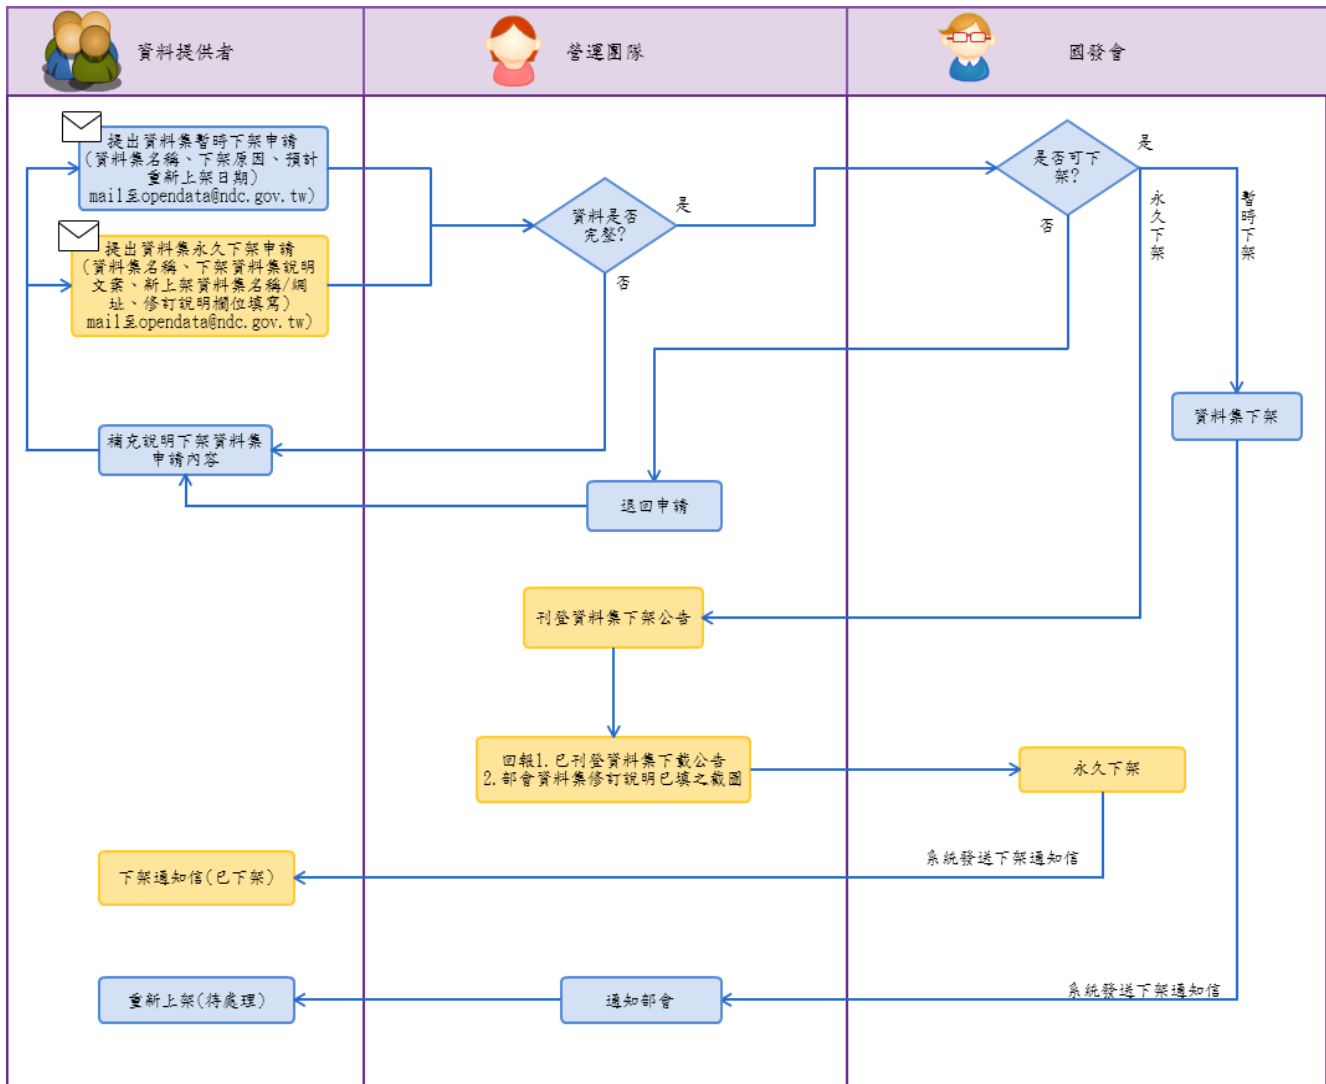 資料提供者
營運團隊
國發會
提出資料集暫時下架申請
(資料集名稱、下架原因、預計
重新上架日期)
mail至opendata@ndc.gov.tw)
提出資料集永久下架申請
(資料集名稱、下架資料集說明
文案、新上架資料集名稱/網
址、修訂說明欄位填寫)
mail至opendata@ndc.gov.tw)
資料是否
完整?
是
否
是否可下
架?
是
否
永久下架
暫時下架
資料集下架
補充說明下架資料集
申請內容
退回申請
刊登資料集下架公告
回報1.已刊登資料集下載公告
2.部會資料集修訂說明已填之截圖
永久下架
系統發送下架通知信
下架通知信(已下架)
系統發送下架通知信
通知部會
重新上架(待處理)